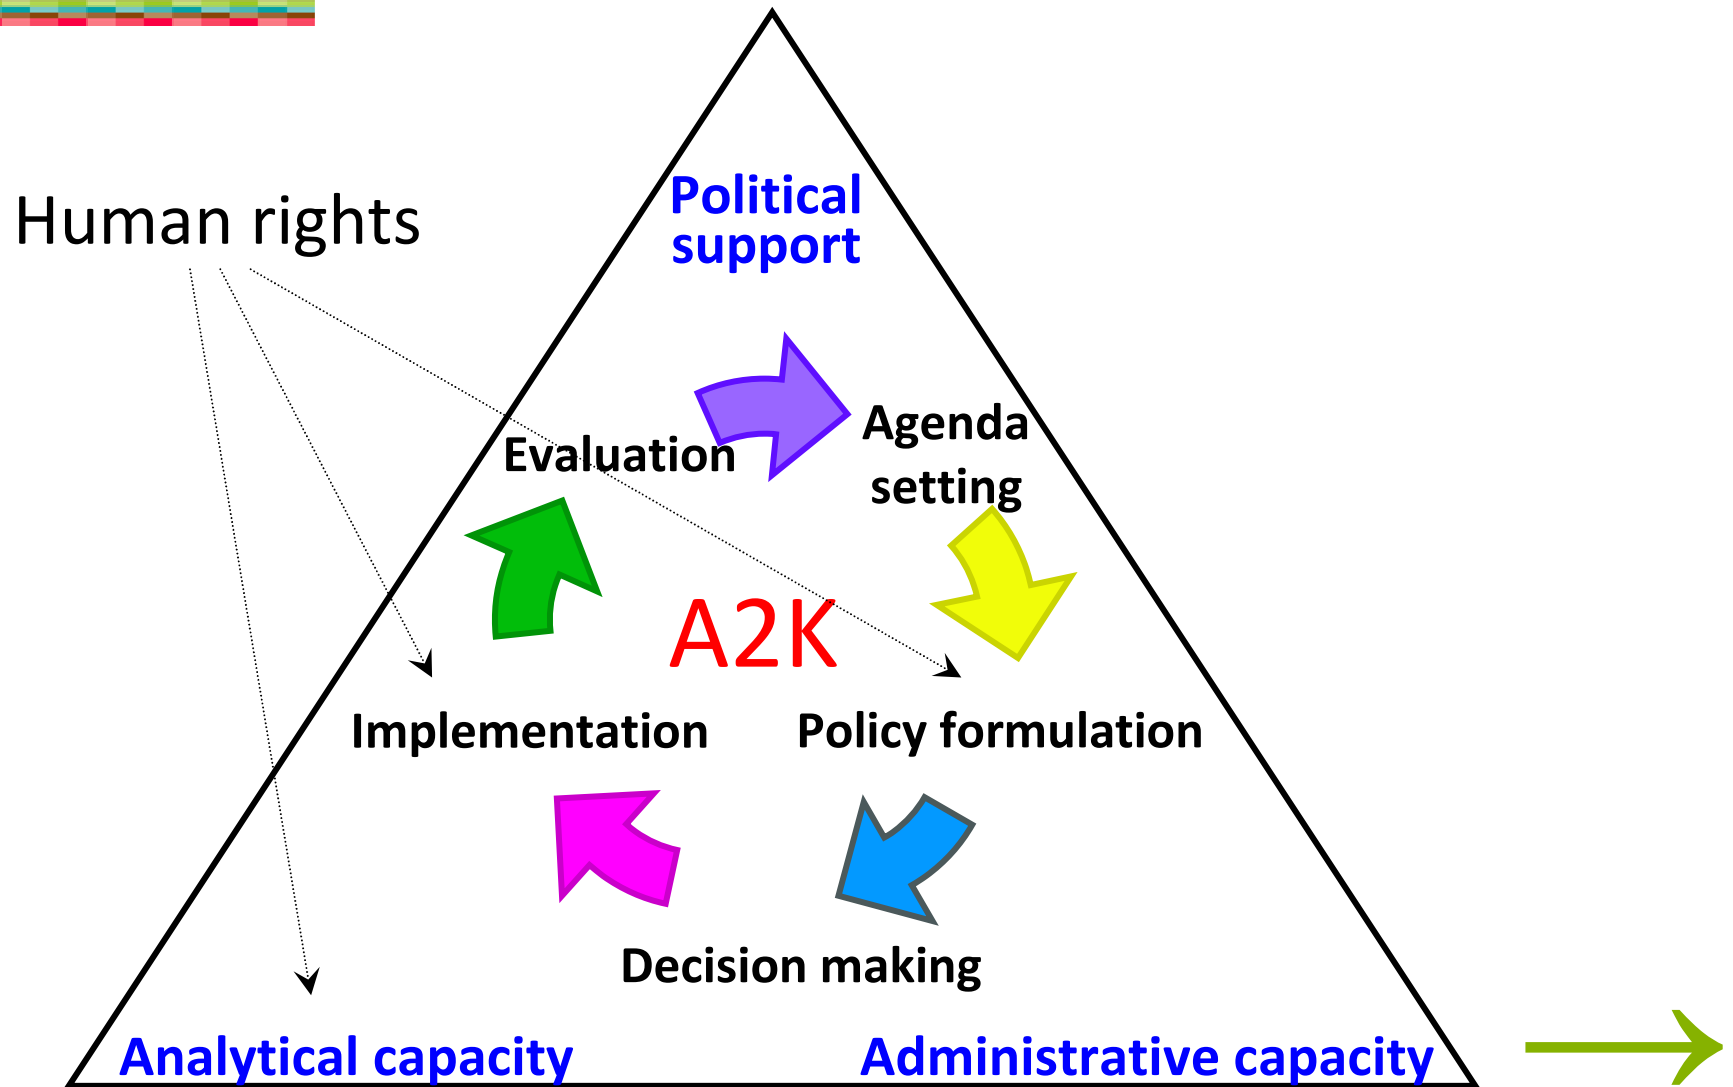 Political
support
Human rights
Agenda
setting
Evaluation
A2K
Implementation
Policy formulation
Decision making
Analytical capacity
Administrative capacity